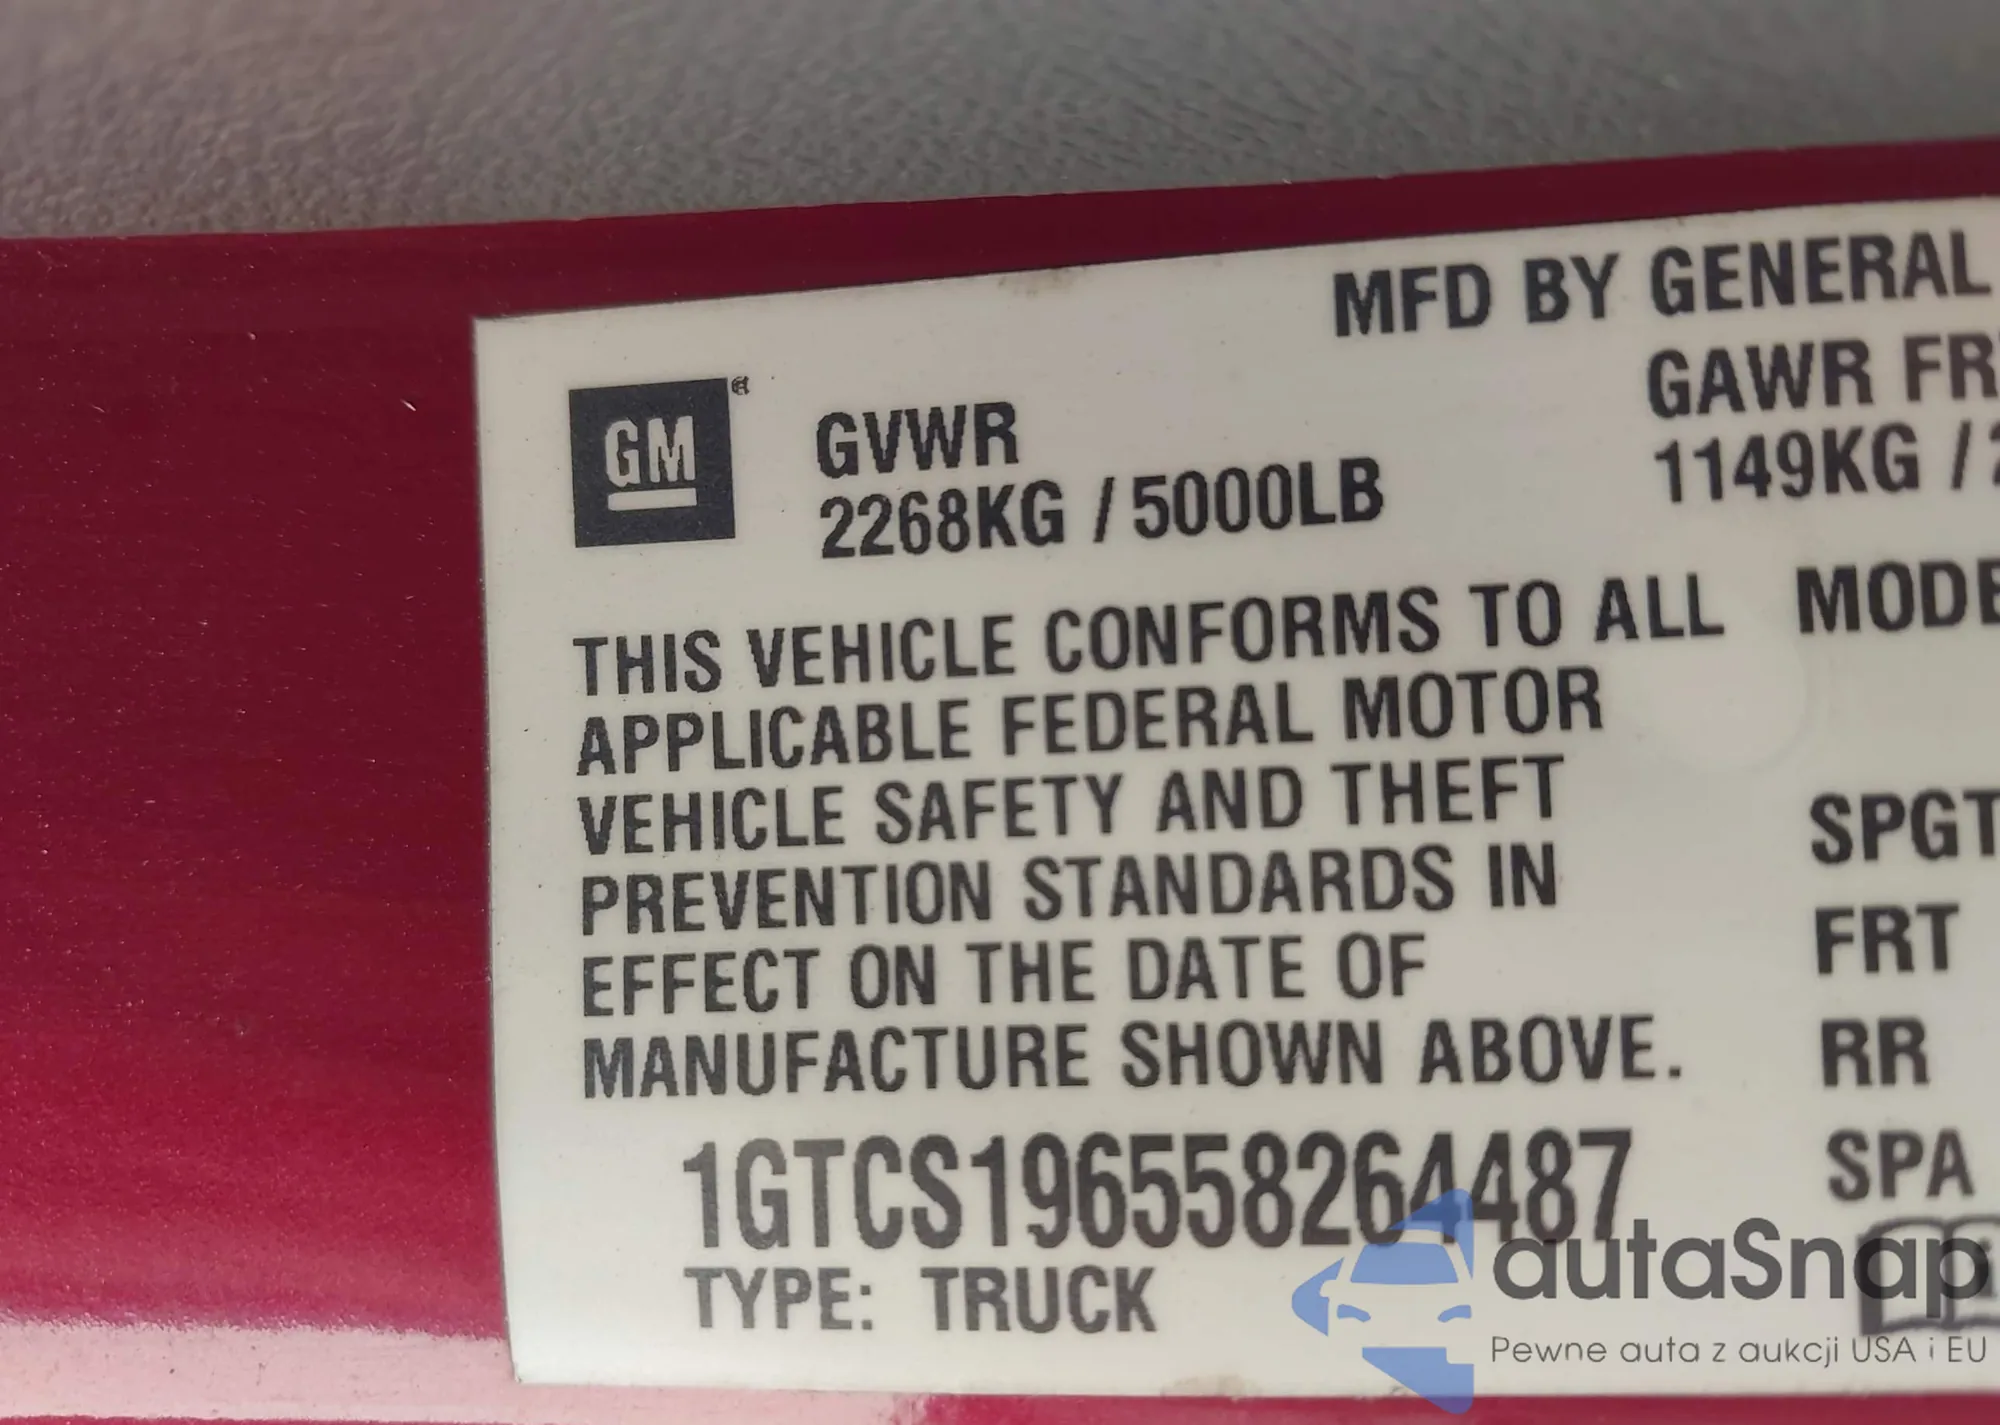 MFD BY GENERAL
GM
GVWR
GAWR FR
2268KG / 5000LB
1149KG /
THIS VEHICLE CONFORMS TO ALL
APPLICABLE FEDERAL MOTOR
VEHICLE SAFETY AND THEFT
PREVENTION STANDARDS IN
EFFECT ON THE DATE OF
MANUFACTURE SHOWN ABOVE.
SPGT
FRT
RR
SPA
1GTCS196558264487
TYPE: TRUCK
autaSnap
Pewne auta z aukcji USA i EU